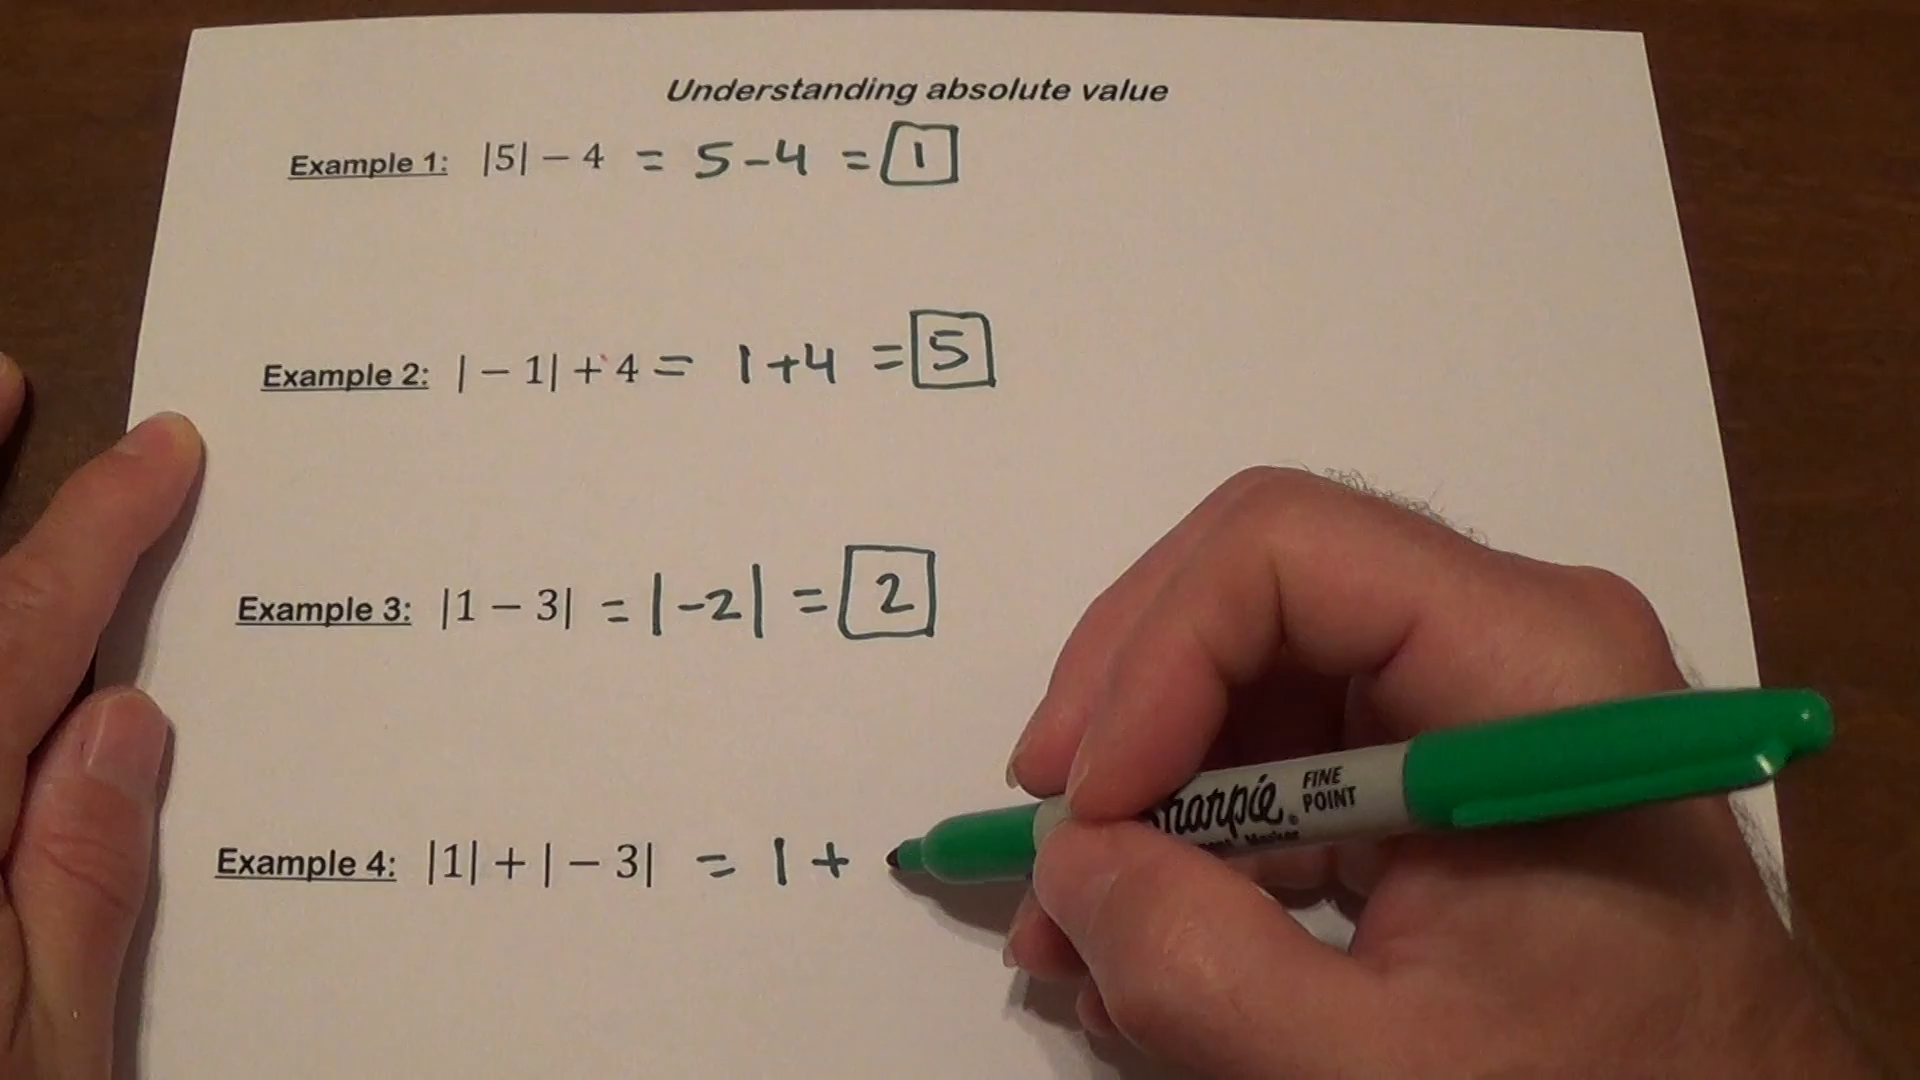 Understanding absolute value
Example 1: |5| − 4 = 5-4 = 1
Example 2: | − 1| + 4 = 1+4 = 5
Example 3: |1 − 3| = |-2| = 2
Example 4: |1| + | − 3| = 1 +
FINE
POINT